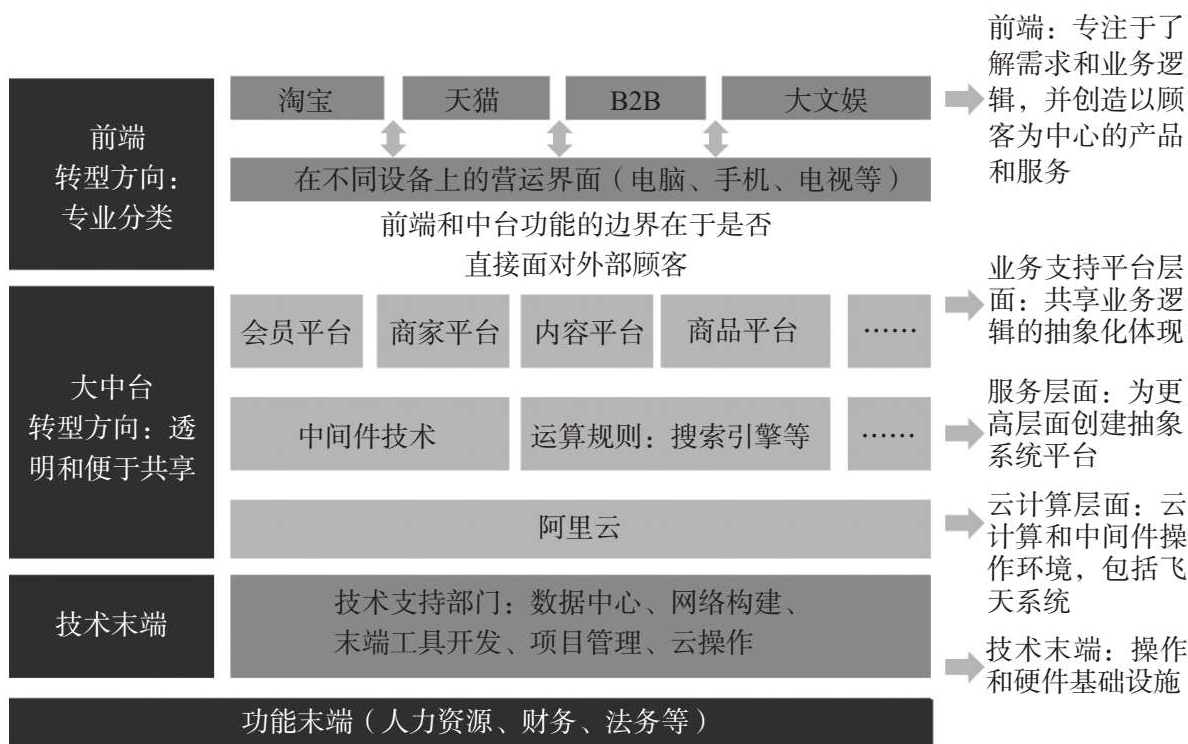 前端
转型方向：
专业分类
淘宝
天猫
B2B
大文娱
在不同设备上的营运界面（电脑、手机、电视等）
前端和中台功能的边界在于是否
直接面对外部顾客
前端：专注于了
解需求和业务逻
辑，并创造以顾
客为中心的产品
和服务
大中台
转型方向：透
明和便于共享
会员平台
商家平台
内容平台
商品平台
……
业务支持平台层
面：共享业务逻
辑的抽象化体现
中间件技术
运算规则：搜索引擎等
……
服务层面：为更
高层面创建抽象
系统平台
阿里云
云计算层面：云
计算和中间件操
作环境，包括飞
天系统
技术末端
技术支持部门：数据中心、网络构建、
末端工具开发、项目管理、云操作
技术末端：操作
和硬件基础设施
功能末端（人力资源、财务、法务等）